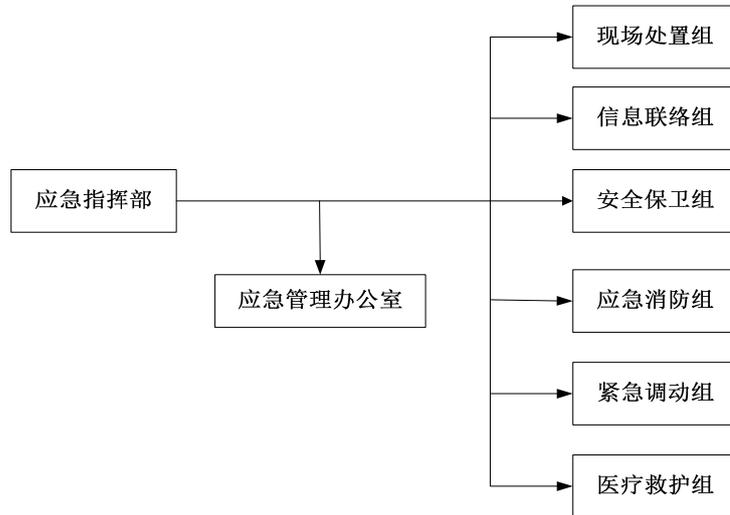 现场处置组
信息联络组
应急指挥部
安全保卫组
应急管理办公室
应急消防组
紧急调动组
医疗救护组